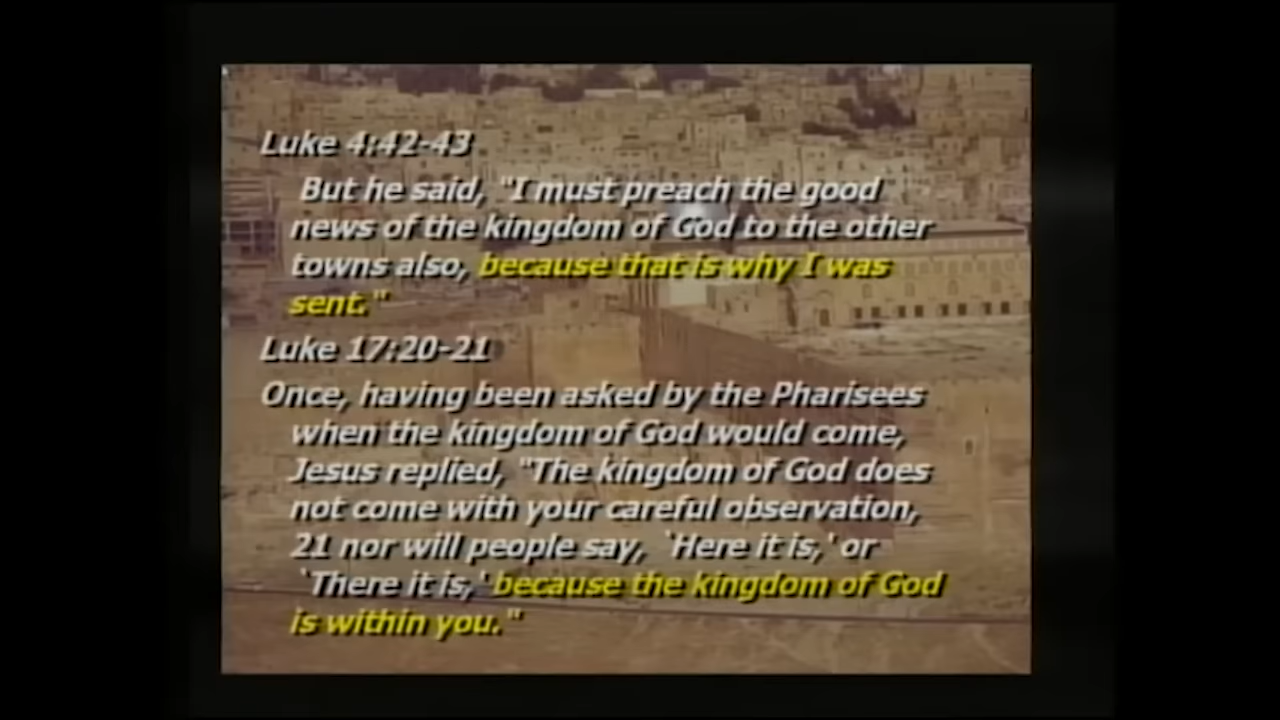 Luke 4:42-43
But he said, "I must preach the good
news of the kingdom of God to the other
towns also, because that is why I was
sent."
Luke 17:20-21
Once, having been asked by the Pharisees
when the kingdom of God would come,
Jesus replied, "The kingdom of God does
not come with your careful observation,
21 nor will people say, `Here it is,' or
`There it is,' because the kingdom of God
is within you."